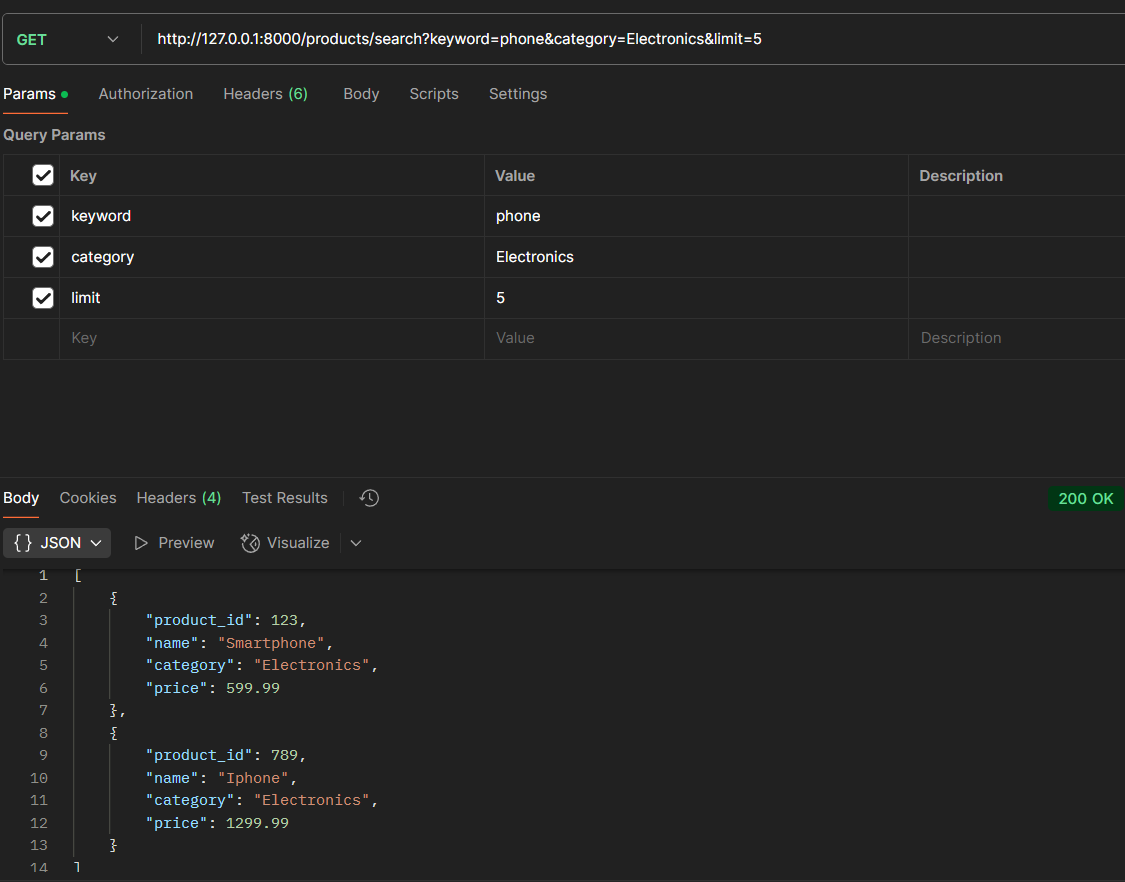 GET http://127.0.0.1:8000/products/search?keyword=phone&category=Electronics&limit=5
Params Authorization Headers (6) Body Scripts Settings
Query Params
Key Value Description
keyword phone
category Electronics
limit 5
Key Value Description
Body Cookies Headers (4) Test Results 200 OK
{} JSON Preview Visualize
1 [
2 {
3 "product_id": 123,
4 "name": "Smartphone",
5 "category": "Electronics",
6 "price": 599.99
7 },
8 {
9 "product_id": 789,
10 "name": "Iphone",
11 "category": "Electronics",
12 "price": 1299.99
13 }
14 ]